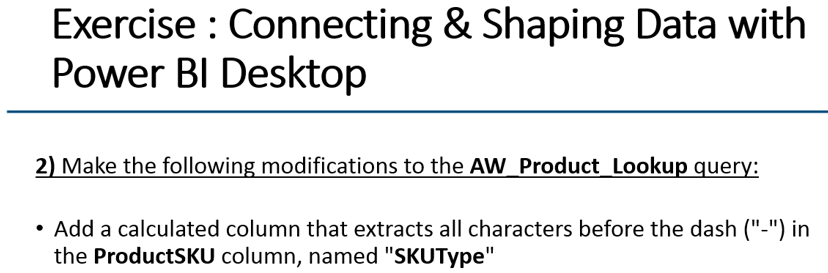 Exercise : Connecting & Shaping Data with
Power BI Desktop
2) Make the following modifications to the AW_Product_Lookup query:
• Add a calculated column that extracts all characters before the dash ("-") in
the ProductSKU column, named "SKUType"